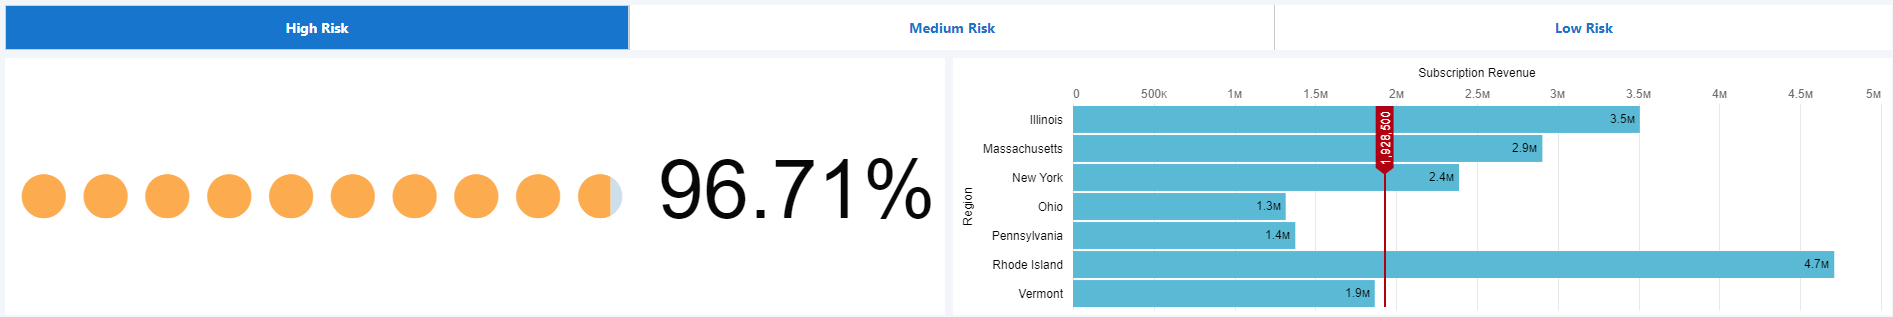 High Risk
Medium Risk
Low Risk
96.71%
Subscription Revenue
0 500K 1M 1.5M 2M 2.5M 3M 3.5M 4M 4.5M 5M
1,928,500
Region
Illinois 3.5M
Massachusetts 2.9M
New York 2.4M
Ohio 1.3M
Pennsylvania 1.4M
Rhode Island 4.7M
Vermont 1.9M